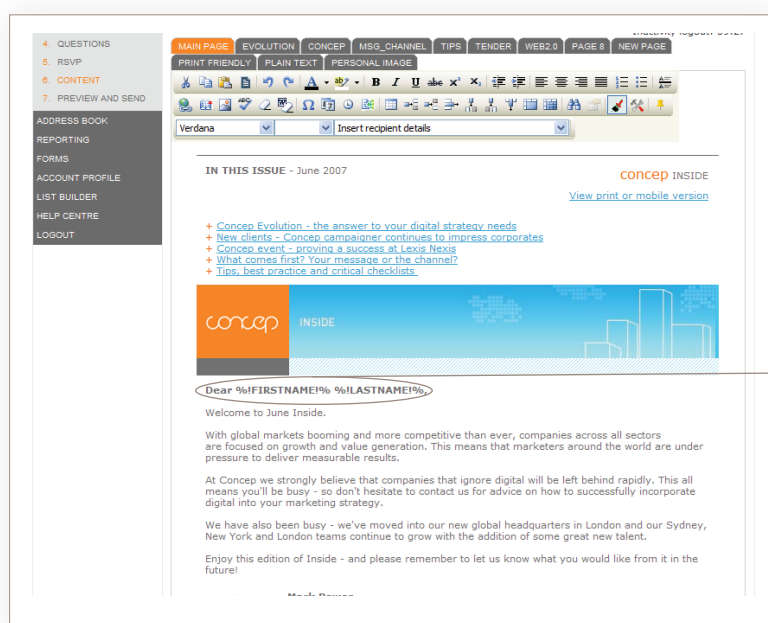 4. QUESTIONS
5. RSVP
6. CONTENT
7. PREVIEW AND SEND
ADDRESS BOOK
REPORTING
FORMS
ACCOUNT PROFILE
LIST BUILDER
HELP CENTRE
LOGOUT
MAIN PAGE EVOLUTION CONCEP MSG_CHANNEL TIPS TENDER WEB2.0 PAGE 8 NEW PAGE
PRINT FRIENDLY PLAIN TEXT PERSONAL IMAGE
Verdana Insert recipient details
IN THIS ISSUE - June 2007
concep INSIDE
View print or mobile version
+ Concep Evolution - the answer to your digital strategy needs
+ New clients - Concep campaigner continues to impress corporates
+ Concep event - proving a success at Lexis Nexis
+ What comes first? Your message or the channel?
+ Tips, best practice and critical checklists
concep INSIDE
Dear %!FIRSTNAME!% %!LASTNAME!%,
Welcome to June Inside.
With global markets booming and more competitive than ever, companies across all sectors
are focused on growth and value generation. This means that marketers around the world are under
pressure to deliver measurable results.
At Concep we strongly believe that companies that ignore digital will be left behind rapidly. This all
means you'll be busy - so don't hesitate to contact us for advice on how to successfully incorporate
digital into your marketing strategy.
We have also been busy - we've moved into our new global headquarters in London and our Sydney,
New York and London teams continue to grow with the addition of some great new talent.
Enjoy this edition of Inside - and please remember to let us know what you would like from it in the
future!